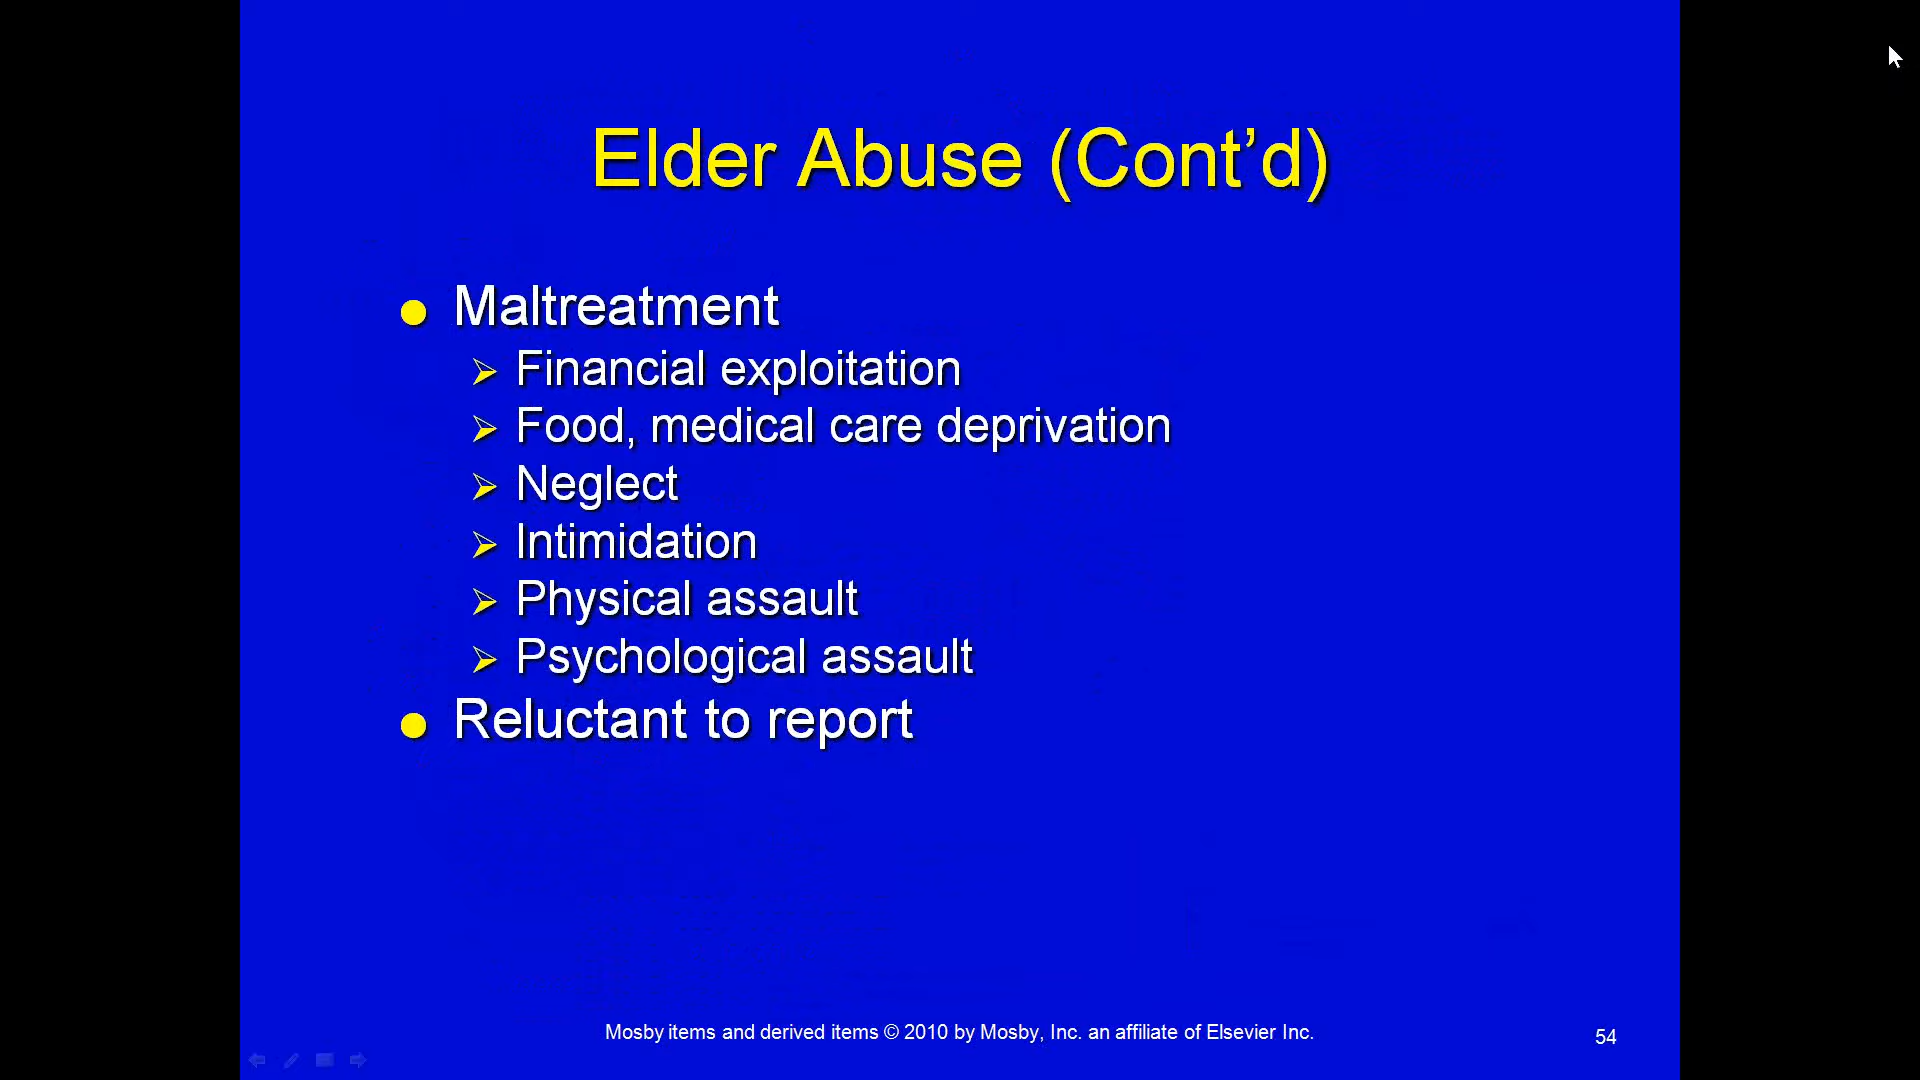 Elder Abuse (Cont’d)
Maltreatment
Financial exploitation
Food, medical care deprivation
Neglect
Intimidation
Physical assault
Psychological assault
Reluctant to report
Mosby items and derived items © 2010 by Mosby, Inc. an affiliate of Elsevier Inc.
54